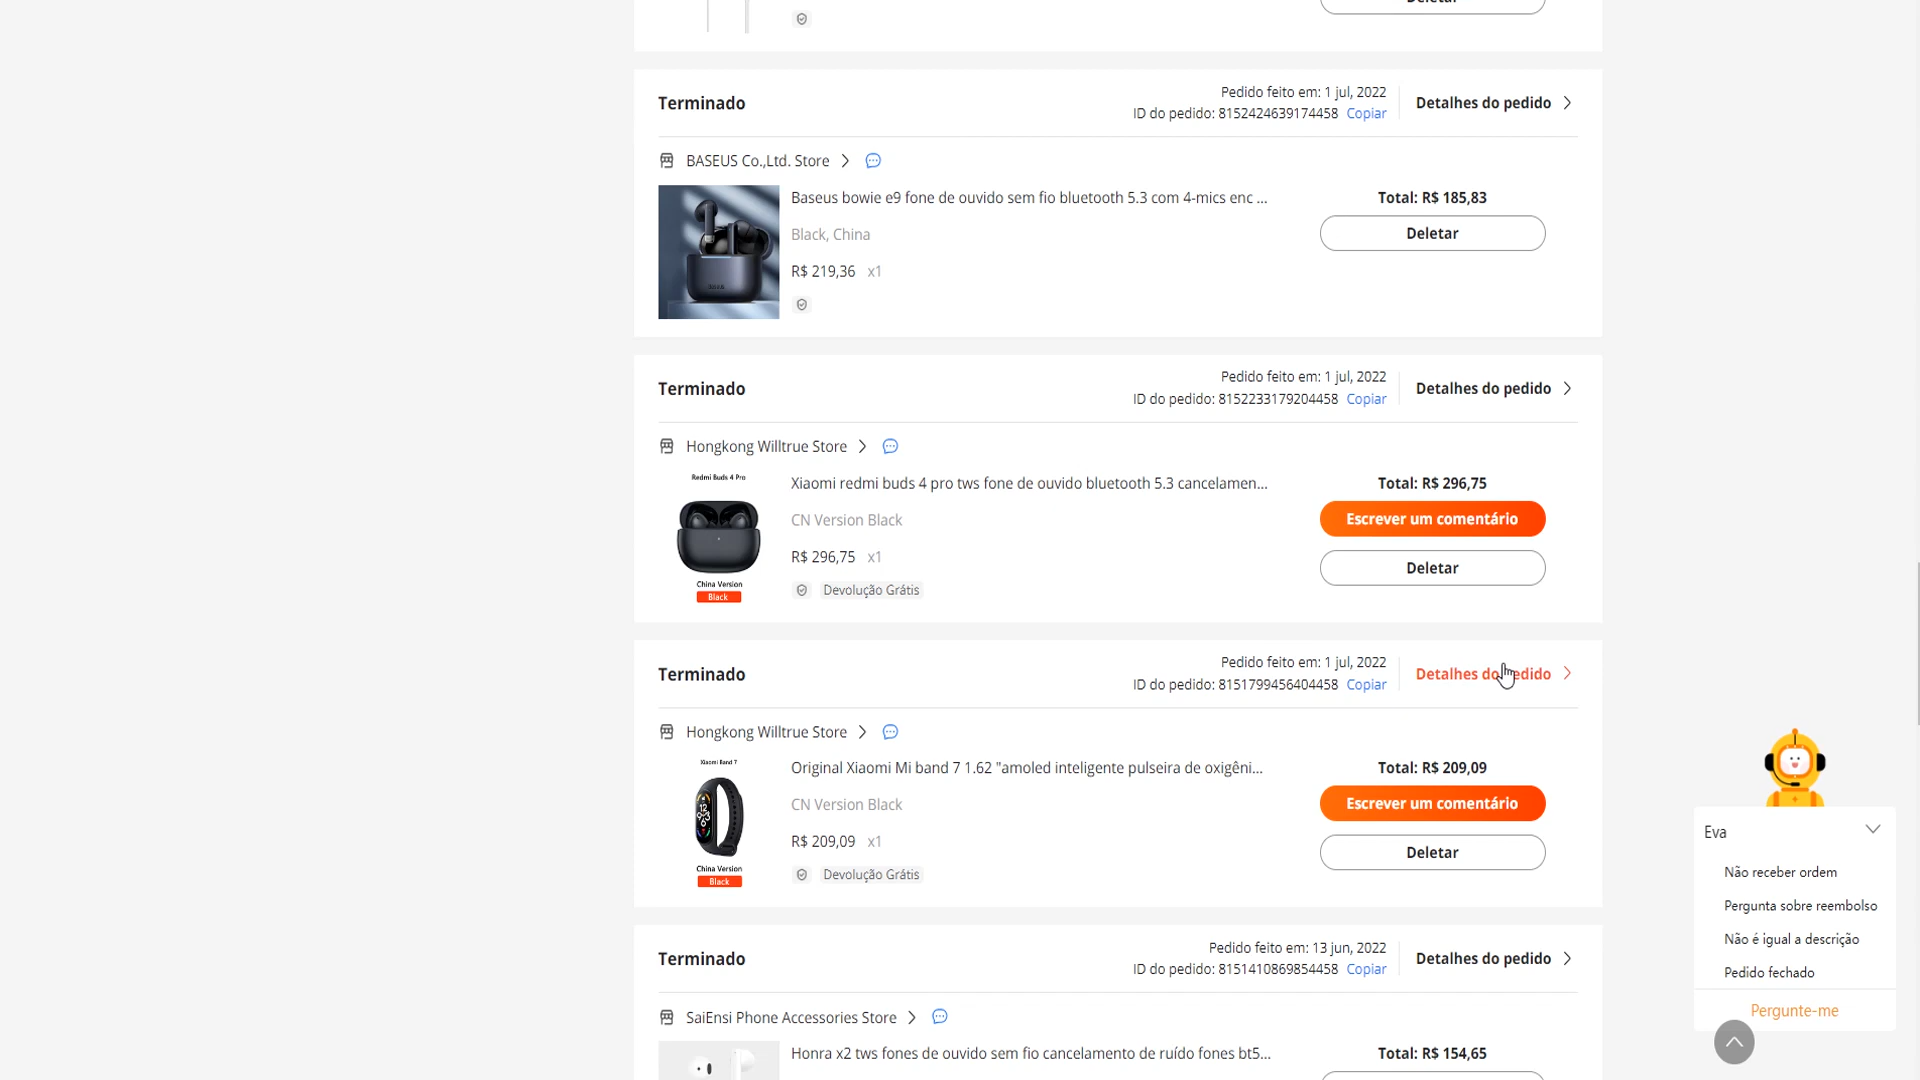 Terminado
Pedido feito em: 1 jul, 2022
ID do pedido: 8152424639174458 Copiar
Detalhes do pedido
BASEUS Co.,Ltd. Store
Baseus bowie e9 fone de ouvido sem fio bluetooth 5.3 com 4-mics enc ...
Black, China
R$ 219,36 x1
Total: R$ 185,83
Deletar
Terminado
Pedido feito em: 1 jul, 2022
ID do pedido: 8152233179204458 Copiar
Detalhes do pedido
Hongkong Willtrue Store
Redmi Buds 4 Pro
China Version
Black
Xiaomi redmi buds 4 pro tws fone de ouvido bluetooth 5.3 cancelamen...
CN Version Black
R$ 296,75 x1
Devolução Grátis
Total: R$ 296,75
Escrever um comentário
Deletar
Terminado
Pedido feito em: 1 jul, 2022
ID do pedido: 8151799456404458 Copiar
Detalhes do pedido
Hongkong Willtrue Store
Xiaomi Band 7
China Version
Black
Original Xiaomi Mi band 7 1.62 "amoled inteligente pulseira de oxigêni...
CN Version Black
R$ 209,09 x1
Devolução Grátis
Total: R$ 209,09
Escrever um comentário
Deletar
Terminado
Pedido feito em: 13 jun, 2022
ID do pedido: 8151410869854458 Copiar
Detalhes do pedido
SaiEnsi Phone Accessories Store
Honra x2 tws fones de ouvido sem fio cancelamento de ruído fones bt5...
Total: R$ 154,65
Eva
Não receber ordem
Pergunta sobre reembolso
Não é igual a descrição
Pedido fechado
Pergunte-me